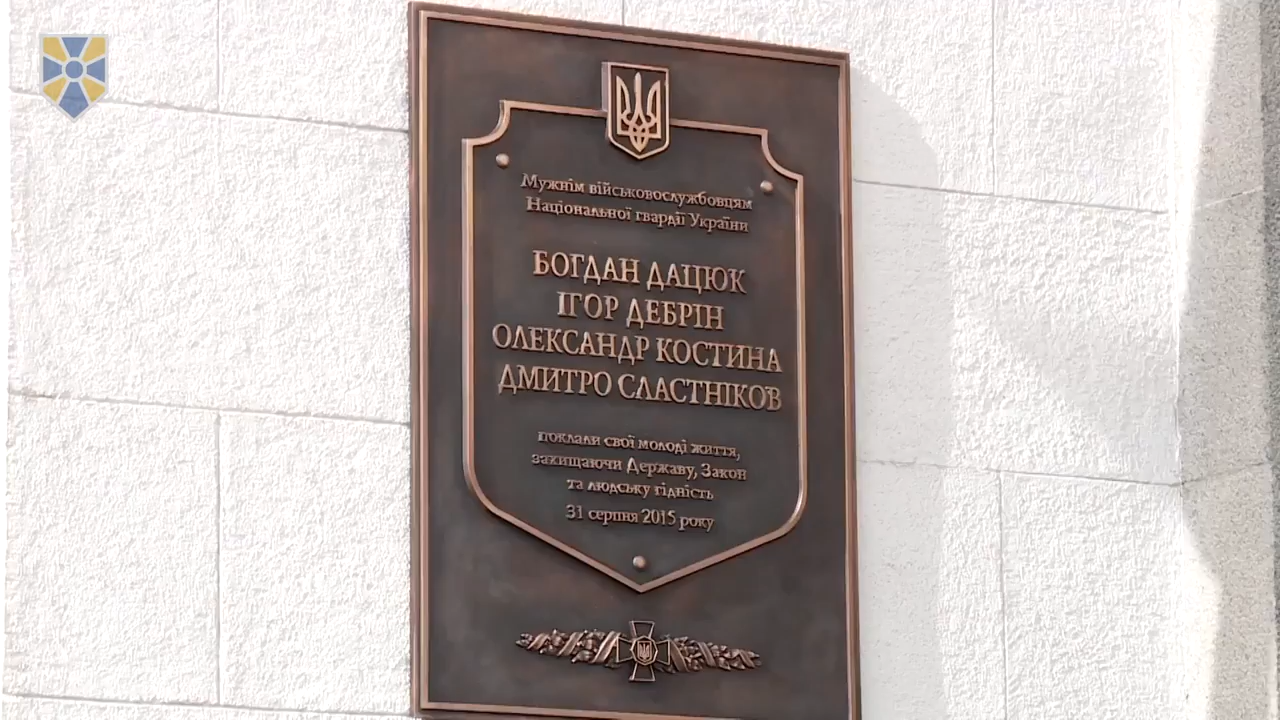 Мужнім військовослужбовцям
Національної гвардії України
БОГДАН ДАЦЮК
ІГОР ДЕБРІН
ОЛЕКСАНДР КОСТИНА
ДМИТРО СЛАСТНІКОВ
поклали свої молоді життя,
захищаючи Державу, Закон
та людську гідність
31 серпня 2015 року